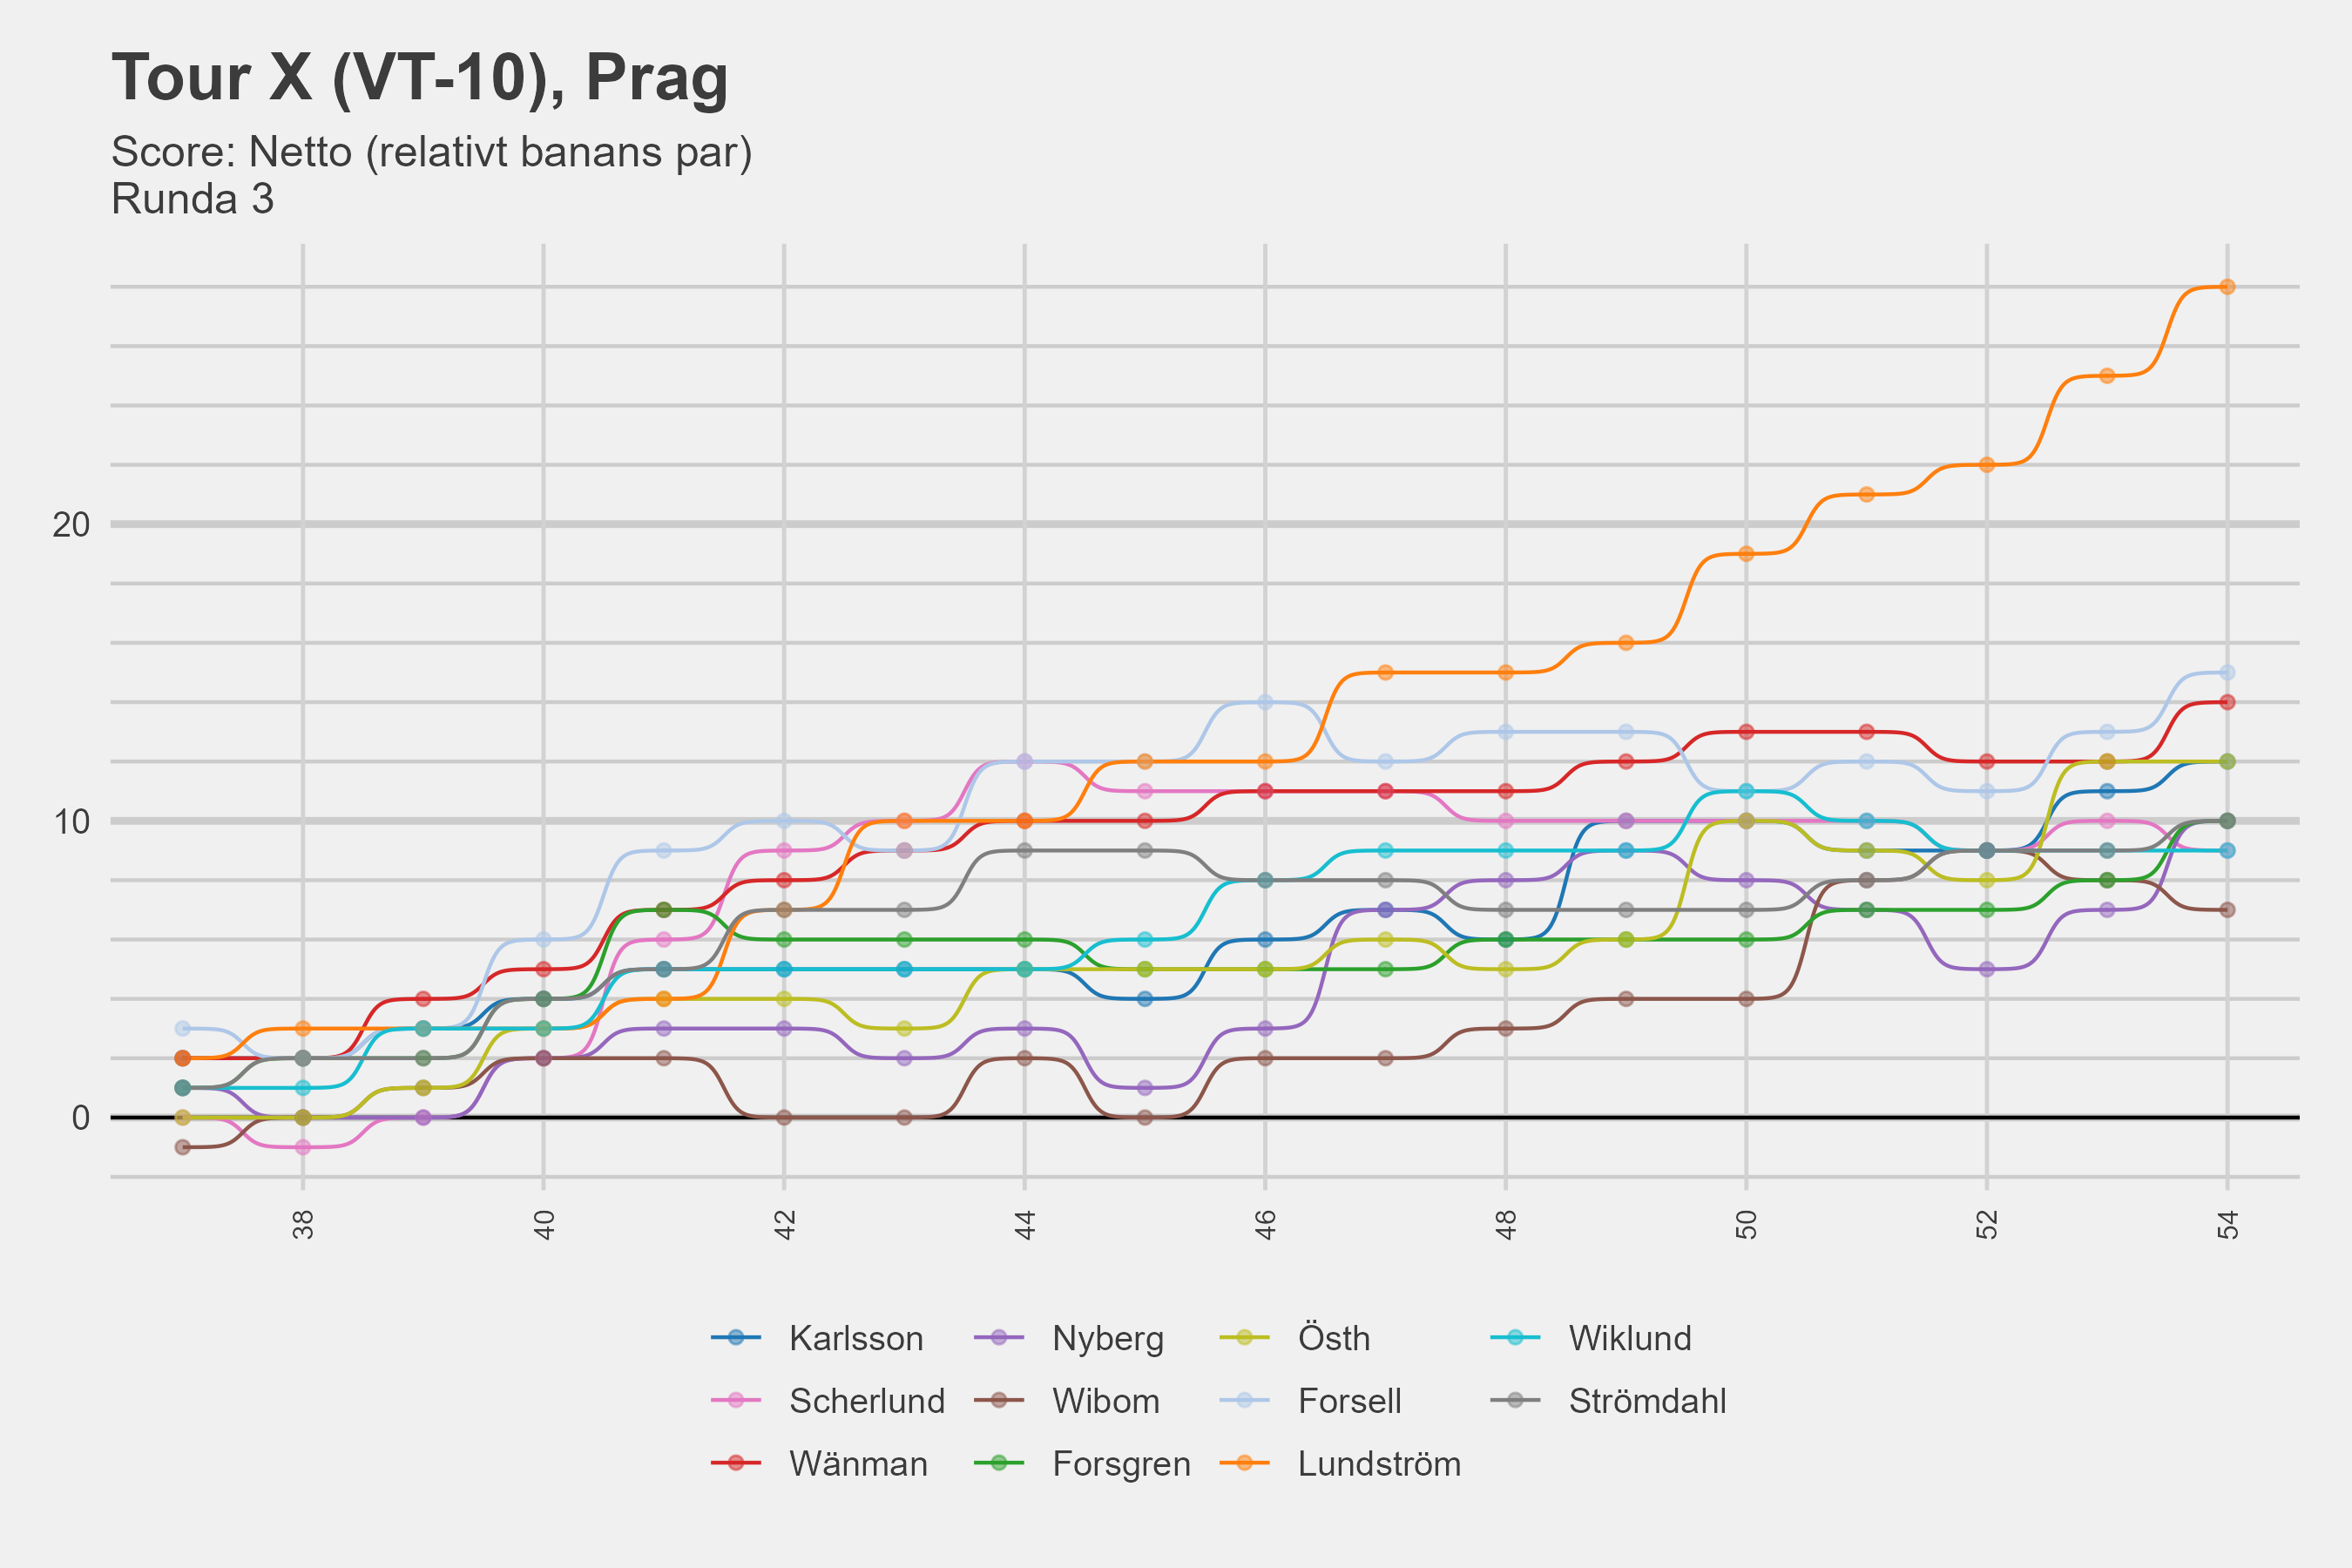 Tour X (VT-10), Prag
Score: Netto (relativt banans par)
Runda 3
20
10
0
38 40 42 44 46 48 50 52 54
Karlsson Nyberg Östh Wiklund
Scherlund Wibom Forsell Strömdahl
Wänman Forsgren Lundström